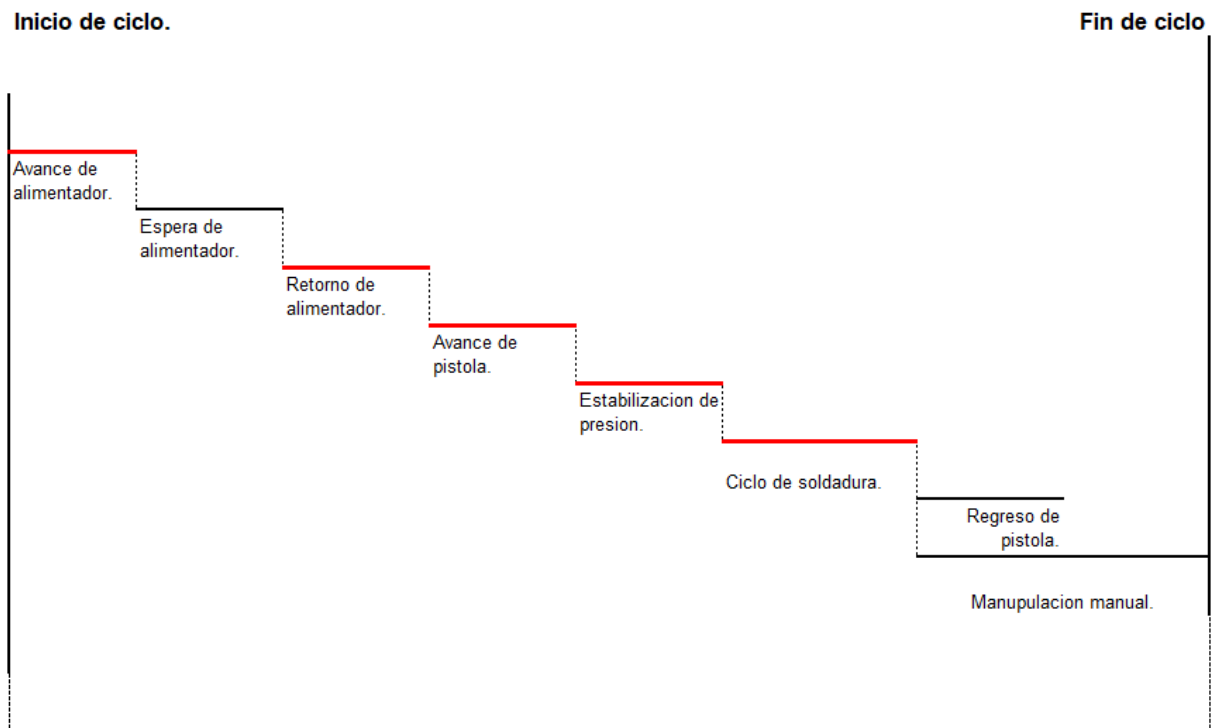 Inicio de ciclo.
Fin de ciclo
Avance de
alimentador.
Espera de
alimentador.
Retorno de
alimentador.
Avance de
pistola.
Estabilizacion de
presion.
Ciclo de soldadura.
Regreso de
pistola.
Manupulacion manual.